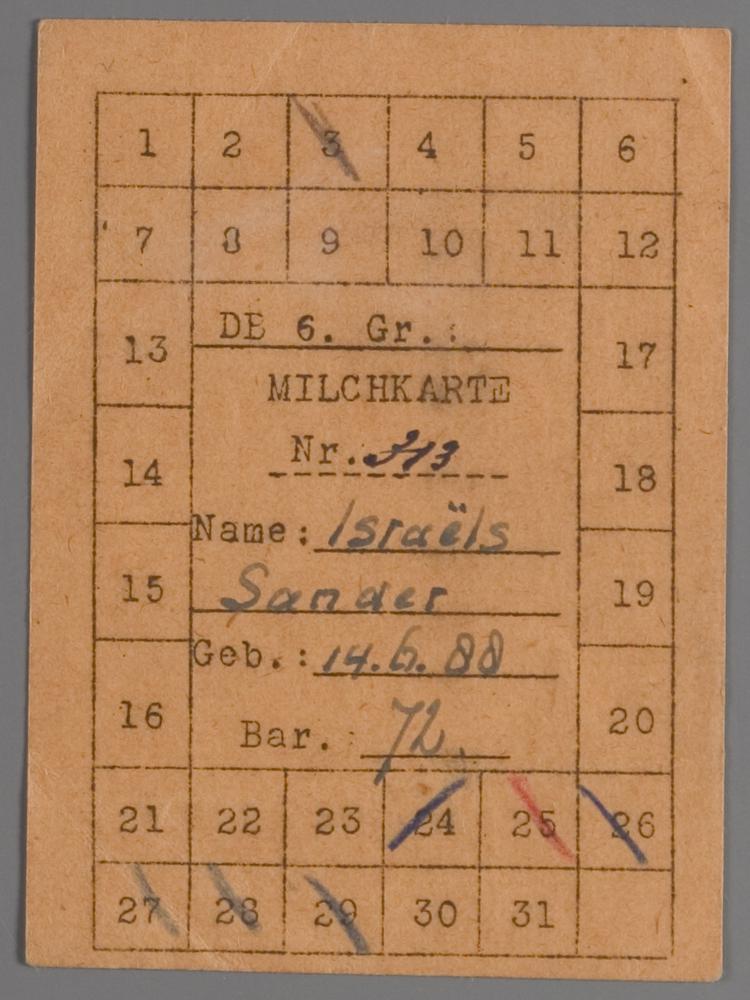 1 2 3 4 5 6
7 8 9 10 11 12
13 DB 6. Gr.: 17
MILCHKARTE
Nr. 313
14 18
Name: Israëls
15 Sander 19
Geb.: 14.6.88
16 Bar. 72 20
21 22 23 24 25 26
27 28 29 30 31